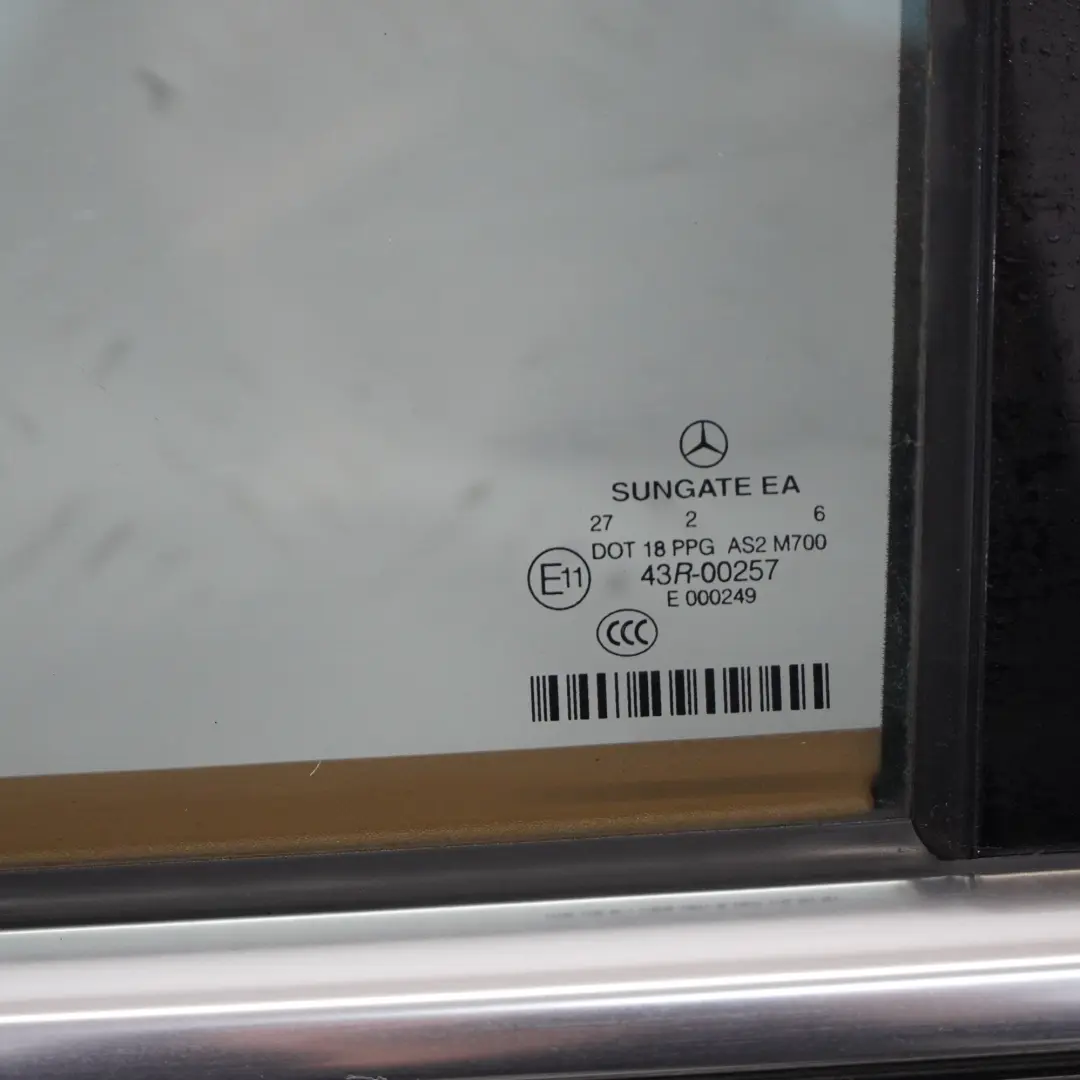 SUNGATE EA
27 2 6
DOT 18 PPG AS2 M700
E11 43R-00257
E 000249
CCC